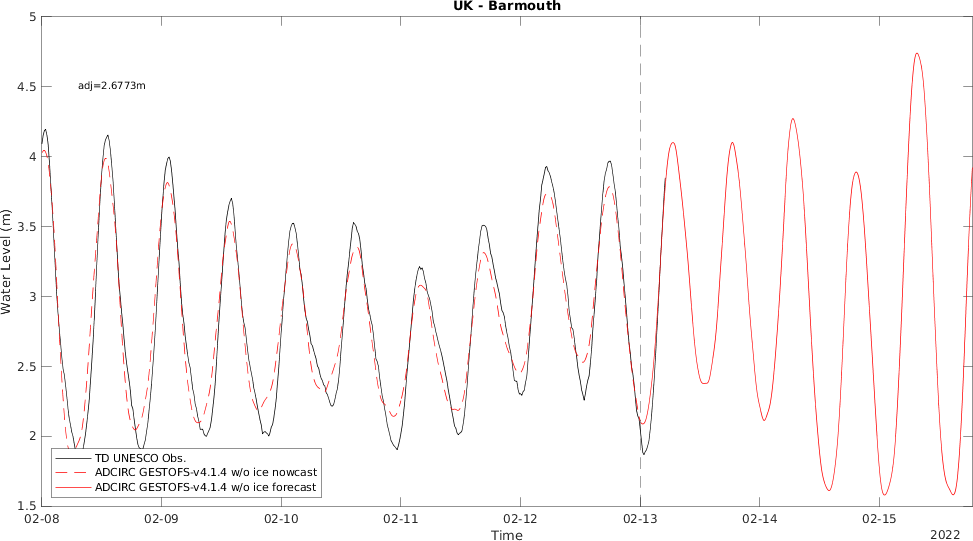 UK - Barmouth
5
4.5
4
3.5
3
2.5
2
1.5
Water Level (m)
adj=2.6773m
TD UNESCO Obs.
ADCIRC GESTOFS-v4.1.4 w/o ice nowcast
ADCIRC GESTOFS-v4.1.4 w/o ice forecast
02-08 02-09 02-10 02-11 02-12 02-13 02-14 02-15
Time
2022